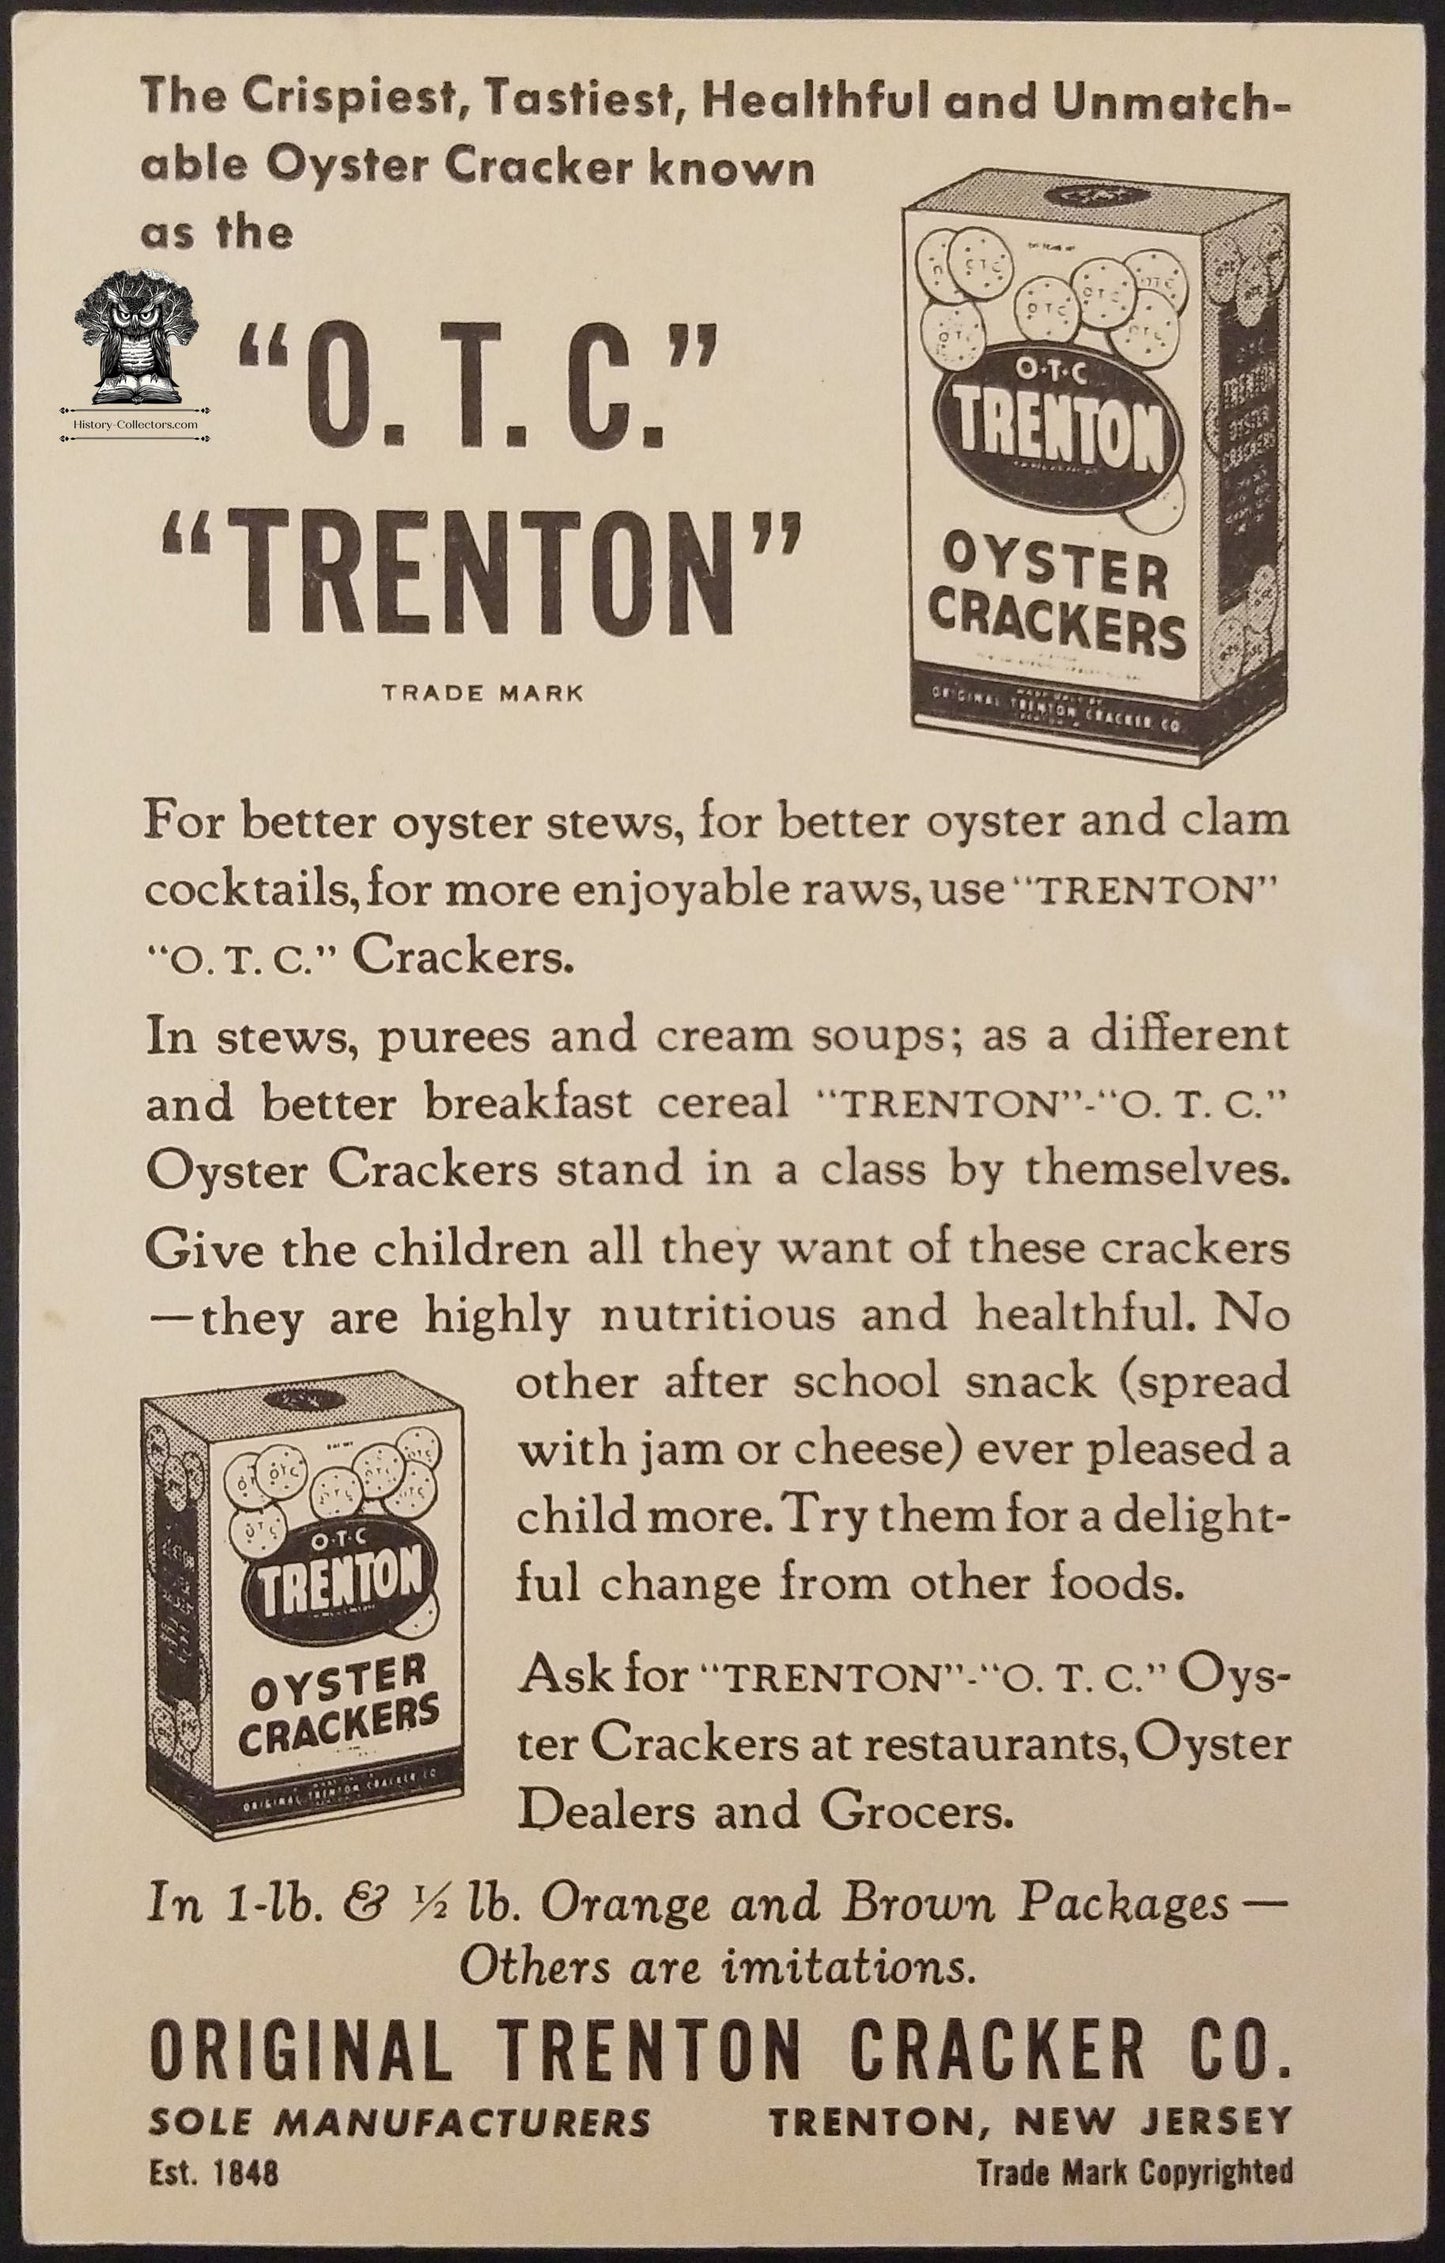 The Crispiest, Tastiest, Healthful and Unmatch-
able Oyster Cracker known
as the
History-Collectors.com
“O. T. C.”
“TRENTON”
TRADE MARK
O·T·C
TRENTON
OYSTER
CRACKERS
ORIGINAL TRENTON CRACKER CO.
For better oyster stews, for better oyster and clam
cocktails, for more enjoyable raws, use “TRENTON”
“O. T. C.” Crackers.
In stews, purees and cream soups; as a different
and better breakfast cereal “TRENTON”-“O. T. C.”
Oyster Crackers stand in a class by themselves.
Give the children all they want of these crackers
—they are highly nutritious and healthful. No
other after school snack (spread
with jam or cheese) ever pleased a
child more. Try them for a delight-
ful change from other foods.
O·T·C
TRENTON
OYSTER
CRACKERS
ORIGINAL TRENTON CRACKER CO
Ask for “TRENTON”-“O. T. C.” Oys-
ter Crackers at restaurants, Oyster
Dealers and Grocers.
In 1-lb. & ½ lb. Orange and Brown Packages —
Others are imitations.
ORIGINAL TRENTON CRACKER CO.
SOLE MANUFACTURERS TRENTON, NEW JERSEY
Est. 1848 Trade Mark Copyrighted